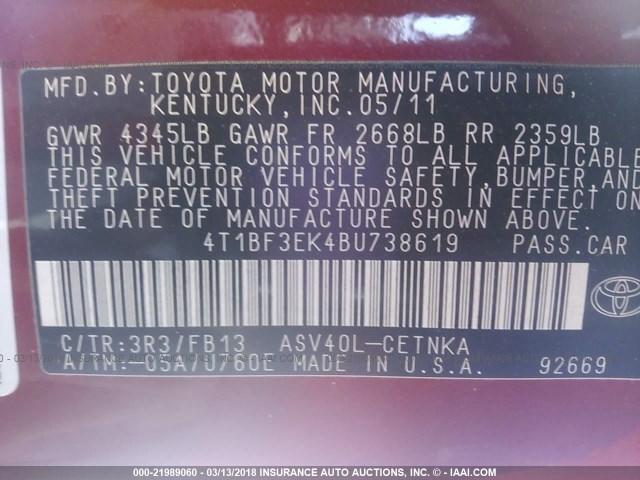 MFD. BY: TOYOTA MOTOR MANUFACTURING,
KENTUCKY, INC. 05/11
GVWR 4345LB GAWR FR 2668LB RR 2359LB
THIS VEHICLE CONFORMS TO ALL APPLICABLE
FEDERAL MOTOR VEHICLE SAFETY, BUMPER, AND
THEFT PREVENTION STANDARDS IN EFFECT ON
THE DATE OF MANUFACTURE SHOWN ABOVE.
4T1BF3EK4BU738619 PASS. CAR
C/TR: 3R3/FB13 ASV40L-CETNKA
A/TM: -05A/U760E MADE IN U.S.A. 92669
000-21989060 - 03/13/2018 INSURANCE AUTO AUCTIONS, INC. - © - IAAI.COM